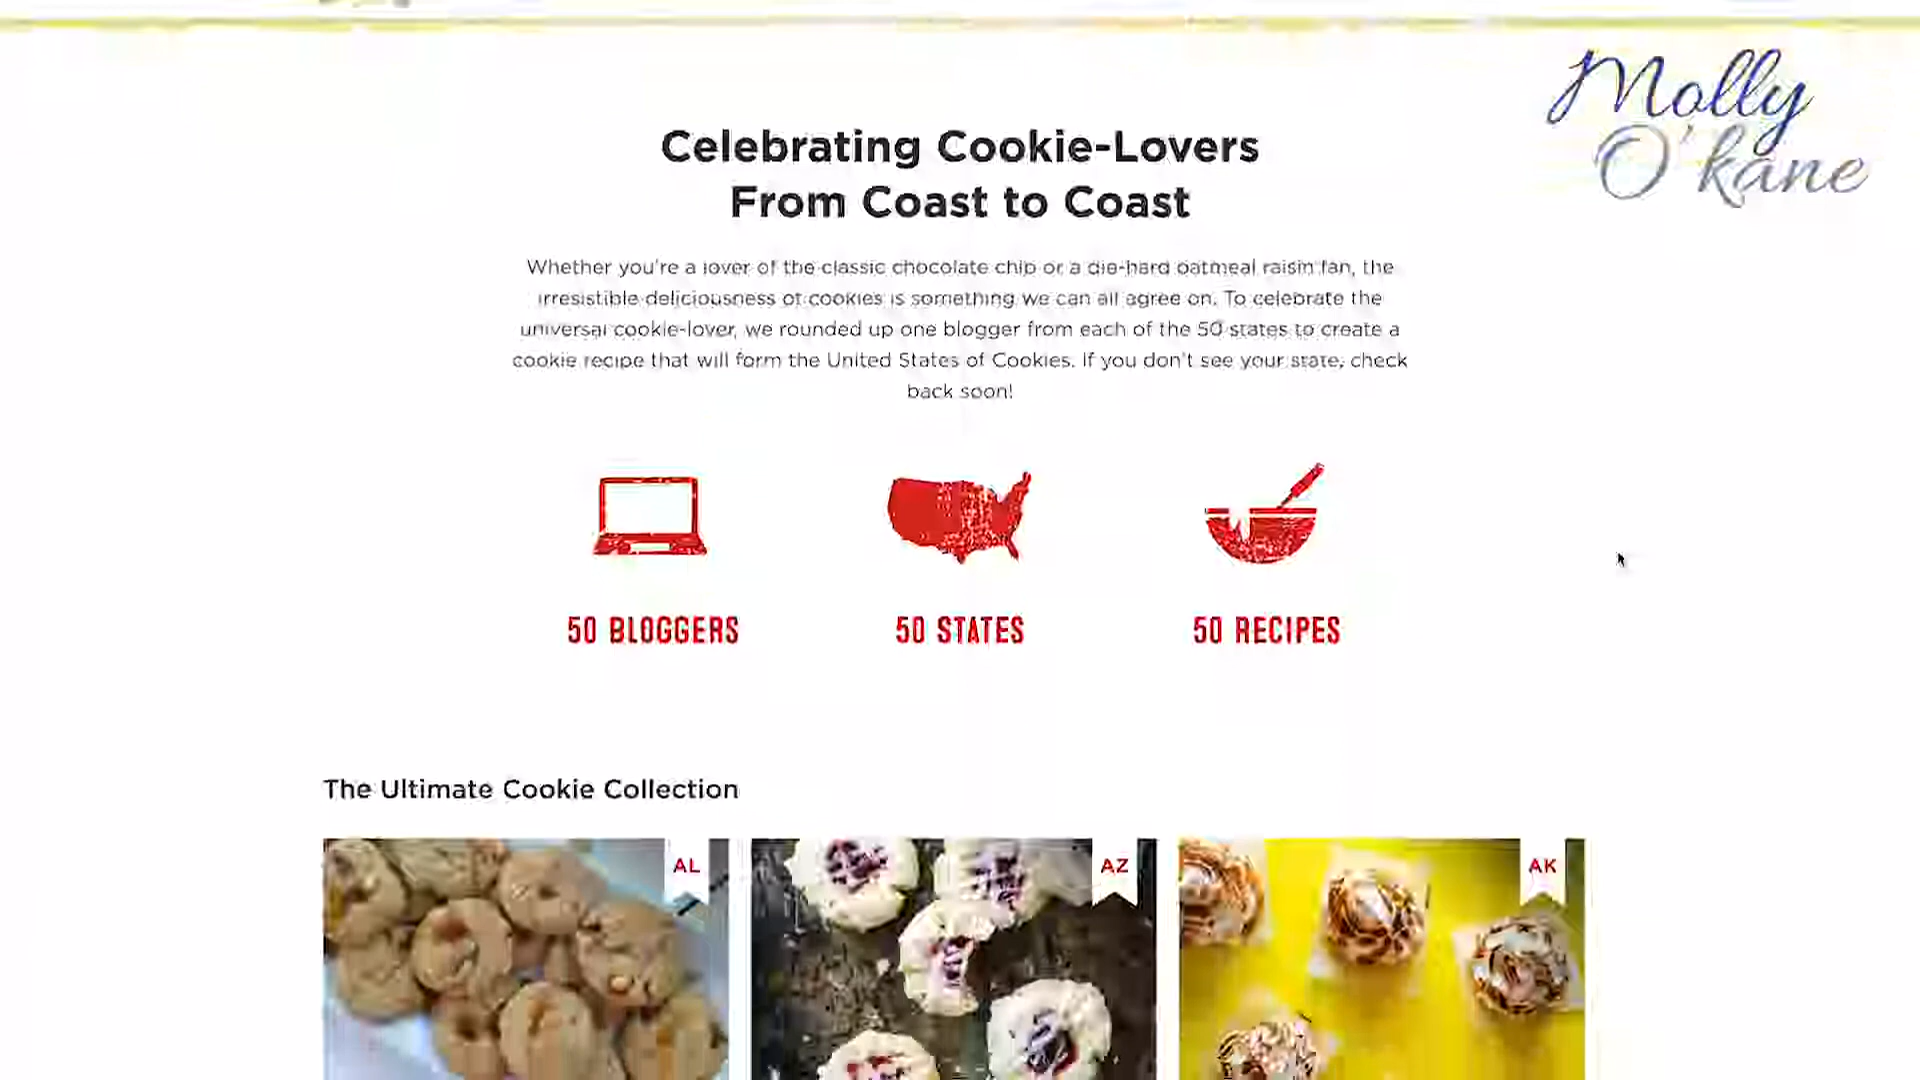 Molly
O'kane
Celebrating Cookie-Lovers
From Coast to Coast
Whether you're a lover of the classic chocolate chip or a die-hard oatmeal raisin fan, the
irresistible deliciousness of cookies is something we can all agree on. To celebrate the
universal cookie-lover, we rounded up one blogger from each of the 50 states to create a
cookie recipe that will form the United States of Cookies. If you don't see your state, check
back soon!
50 BLOGGERS
50 STATES
50 RECIPES
The Ultimate Cookie Collection
AL
AZ
AK